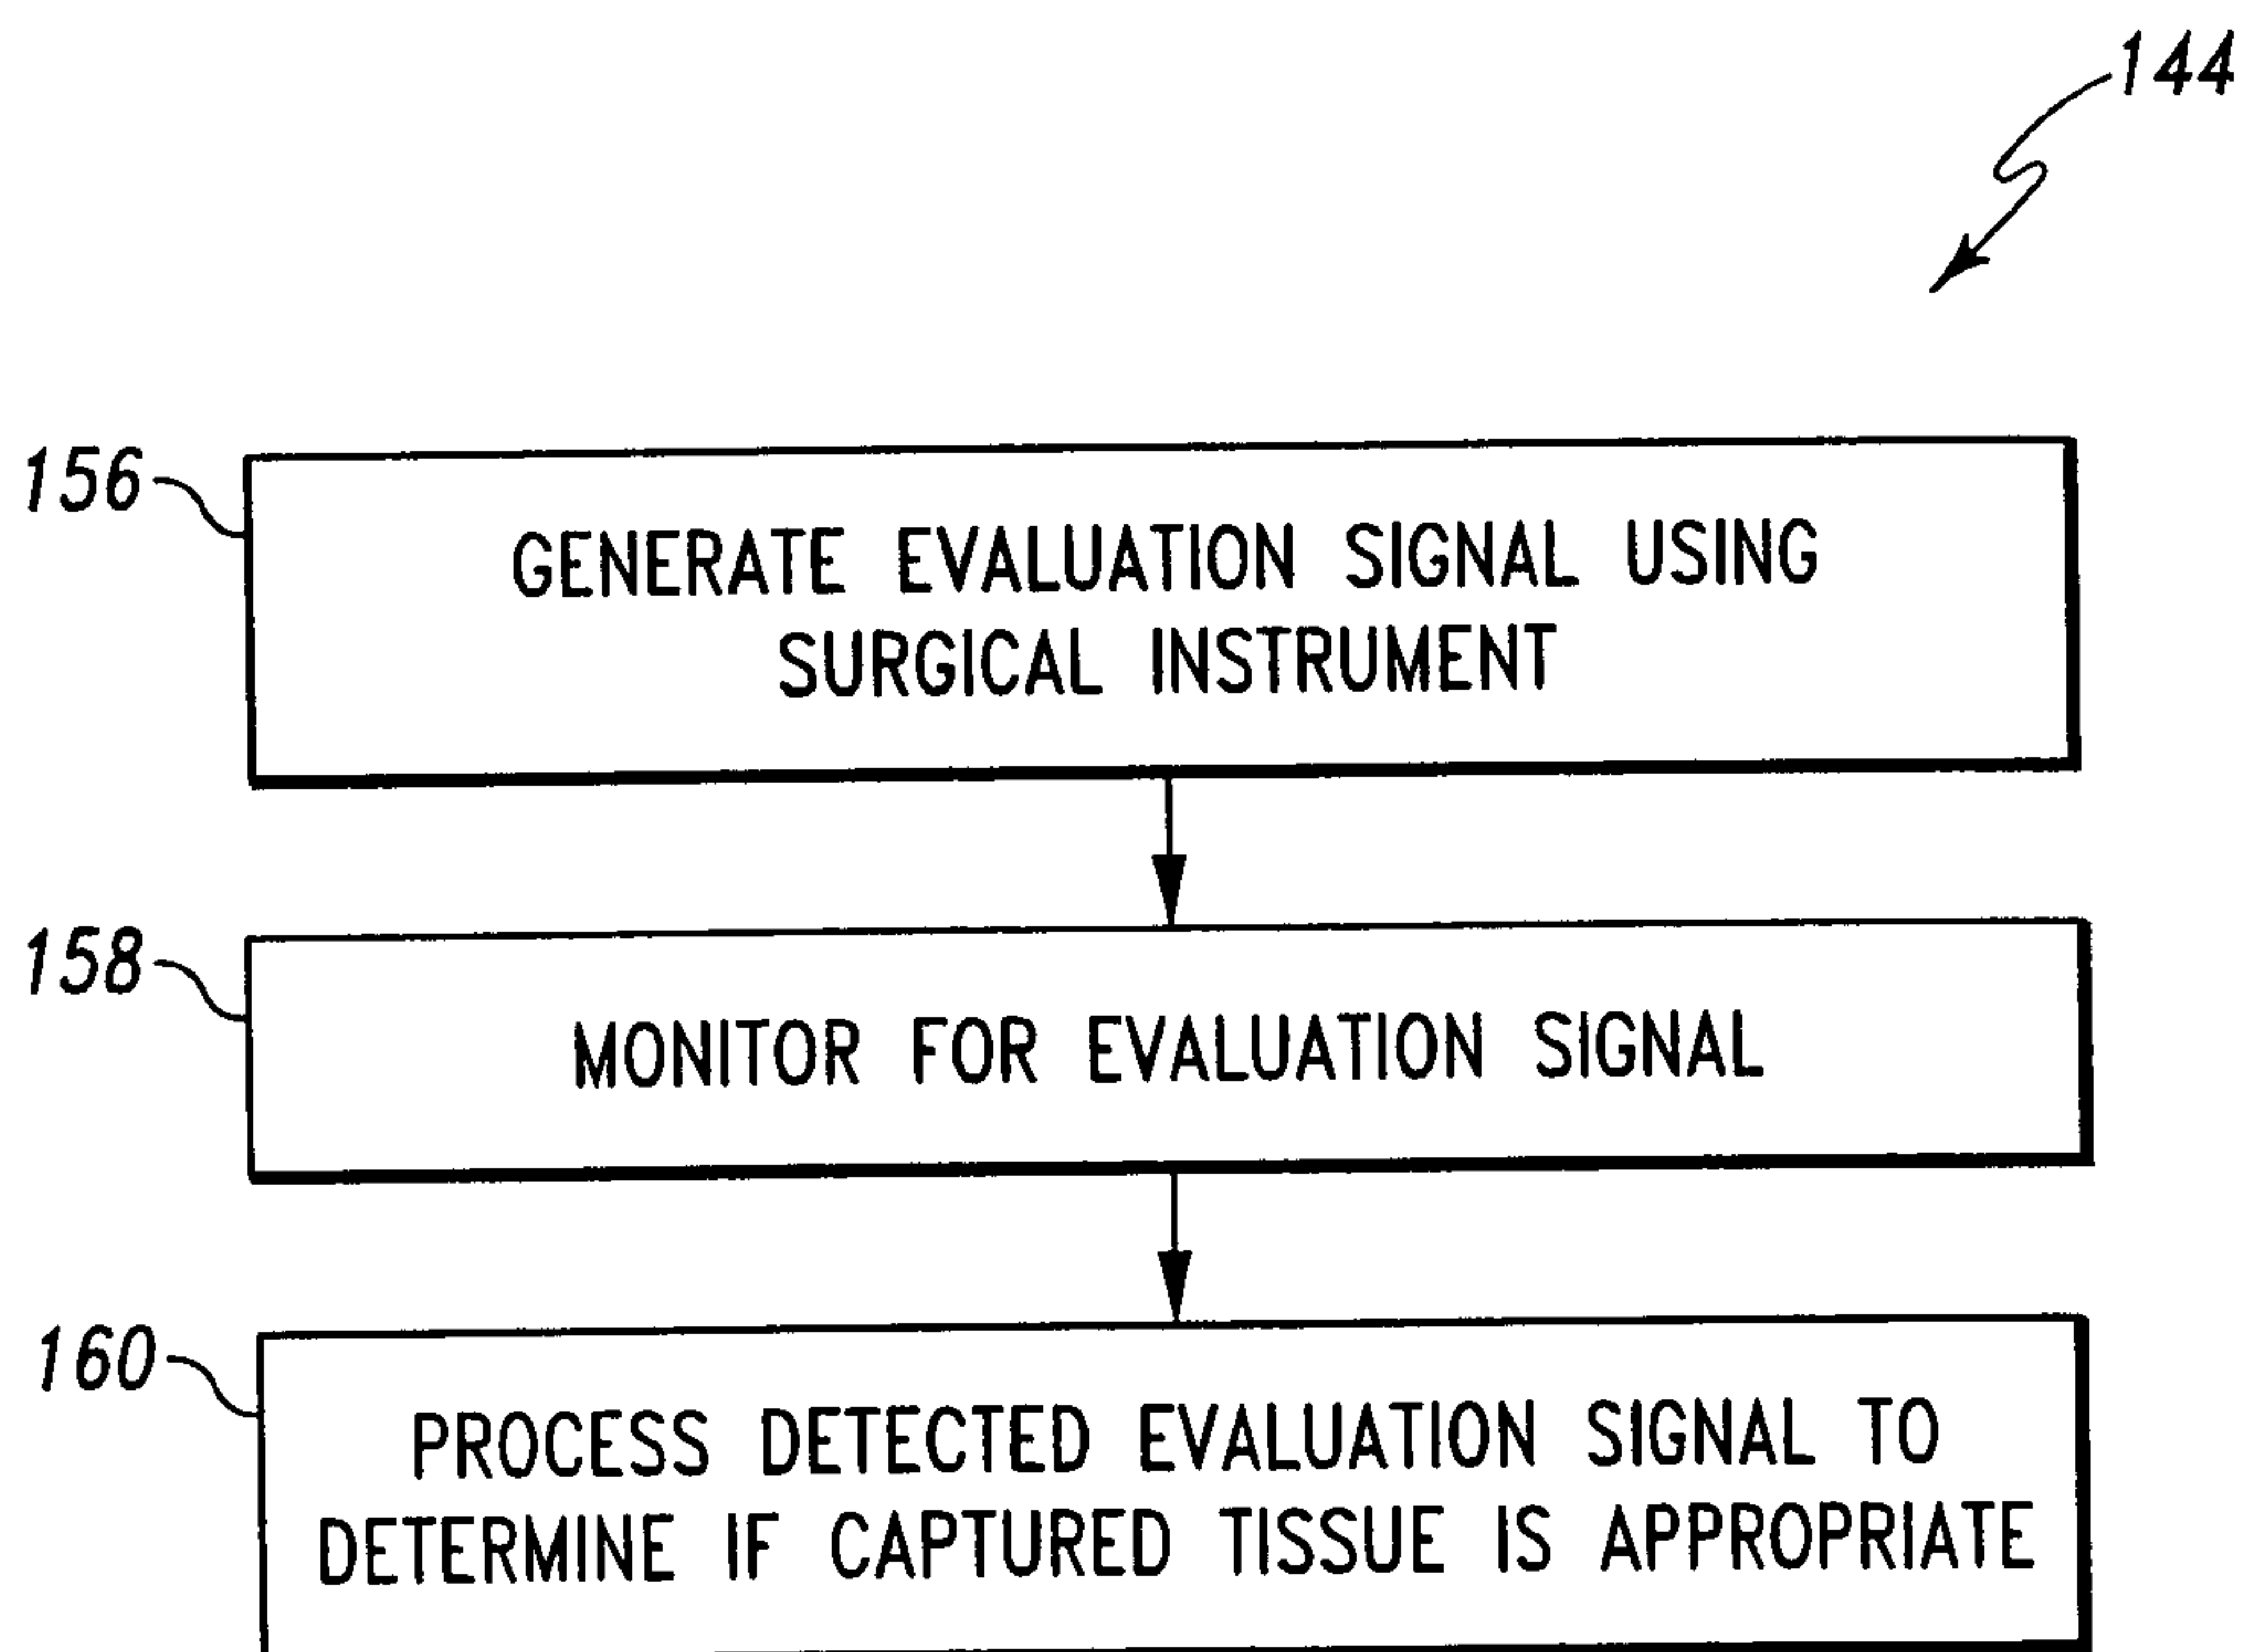 144
156
GENERATE EVALUATION SIGNAL USING
SURGICAL INSTRUMENT
158
MONITOR FOR EVALUATION SIGNAL
160
PROCESS DETECTED EVALUATION SIGNAL TO
DETERMINE IF CAPTURED TISSUE IS APPROPRIATE